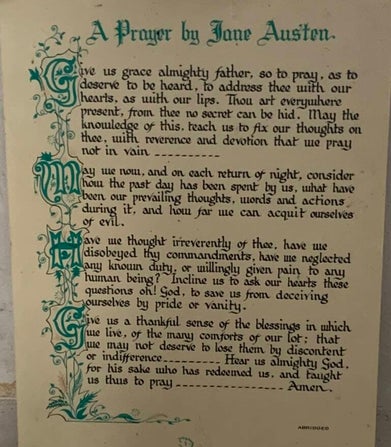 A Prayer by Jane Austen.
Give us grace almighty father, so to pray, as to
deserve to be heard, to address thee with our
hearts, as with our lips. Thou art everywhere
present, from thee no secret can be hid. May the
knowledge of this, teach us to fix our thoughts on
thee, with reverence and devotion that we pray
not in vain ----------
May we now, and on each return of night, consider
how the past day has been spent by us, what have
been our prevailing thoughts, words and actions
during it, and how far we can acquit ourselves
of evil.
Have we thought irreverently of thee, have we
disobeyed thy commandments, have we neglected
any known duty, or willingly given pain to any
human being? Incline us to ask our hearts these
questions oh! God, to save us from deceiving
ourselves by pride or vanity.
Give us a thankful sense of the blessings in which
we live, of the many comforts of our lot; that
we may not deserve to lose them by discontent
or indifference---------- Hear us almighty God,
for his sake who has redeemed us, and taught
us thus to pray ---------------- Amen.
ABRIDGED